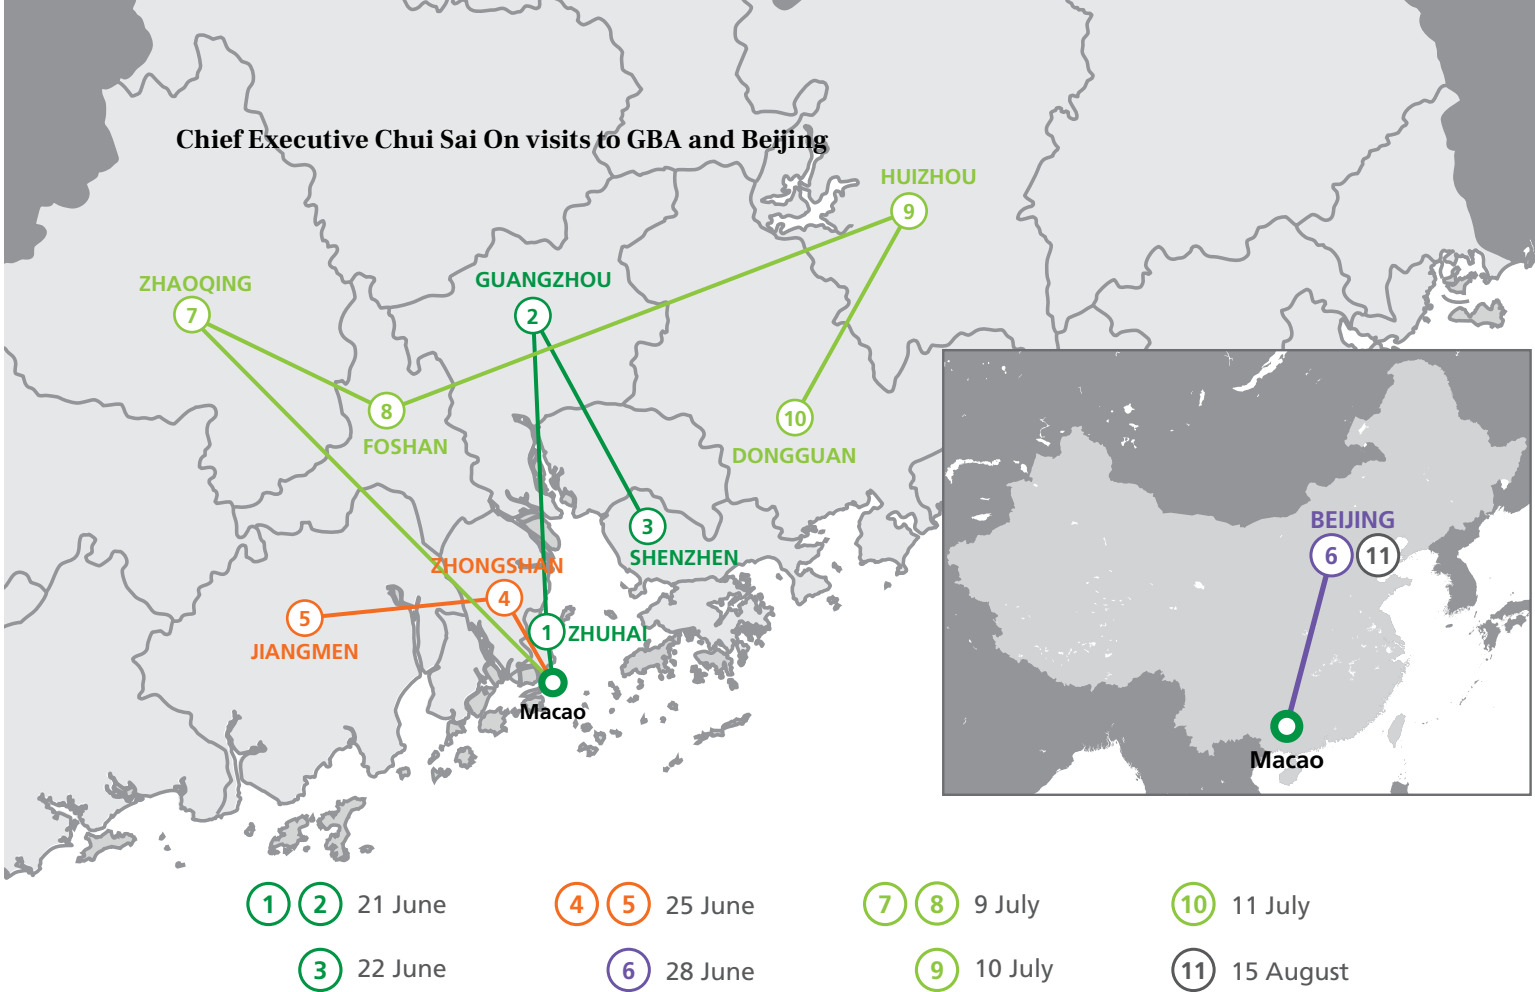 Chief Executive Chui Sai On visits to GBA and Beijing
HUIZHOU
9
ZHAOQING
7
GUANGZHOU
2
8
FOSHAN
10
DONGGUAN
3
SHENZHEN
ZHONGSHAN
4
5
JIANGMEN
1 ZHUHAI
Macao
BEIJING
6 11
Macao
1 2 21 June
4 5 25 June
7 8 9 July
10 11 July
3 22 June
6 28 June
9 10 July
11 15 August